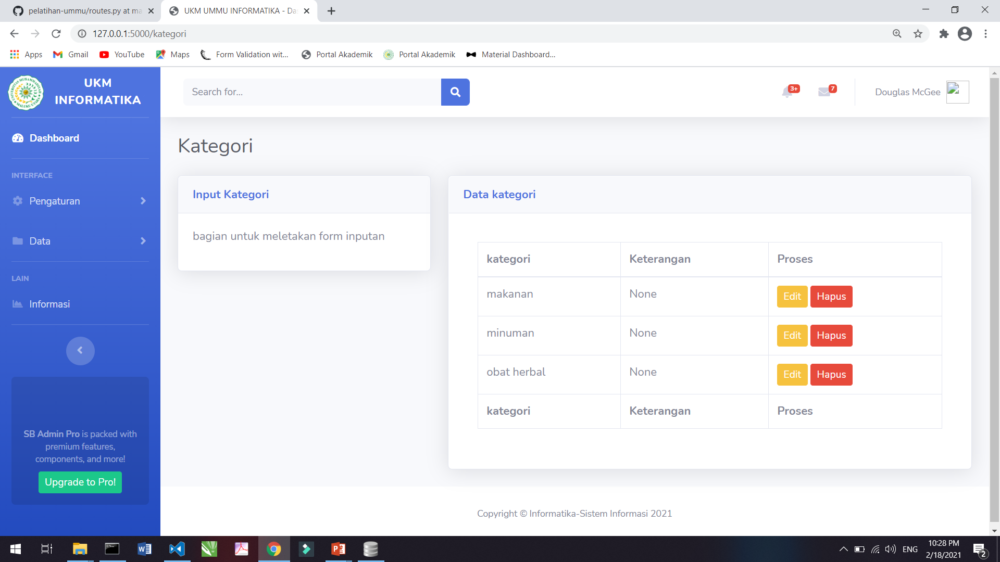 pelatihan-ummu/routes.py at ma
UKM UMMU INFORMATIKA - Da
127.0.0.1:5000/kategori
Apps
Gmail
YouTube
Maps
Form Validation wit...
Portal Akademik
Portal Akademik
Material Dashboard...
UKM
INFORMATIKA
Search for...
3+
7
Douglas McGee
Dashboard
INTERFACE
Pengaturan
Data
LAIN
Informasi
SB Admin Pro is packed with
premium features,
components, and more!
Upgrade to Pro!
Kategori
Input Kategori
bagian untuk meletakan form inputan
Data kategori
kategori Keterangan Proses
makanan None Edit Hapus
minuman None Edit Hapus
obat herbal None Edit Hapus
kategori Keterangan Proses
Copyright © Informatika-Sistem Informasi 2021
ENG
10:28 PM
2/18/2021
2